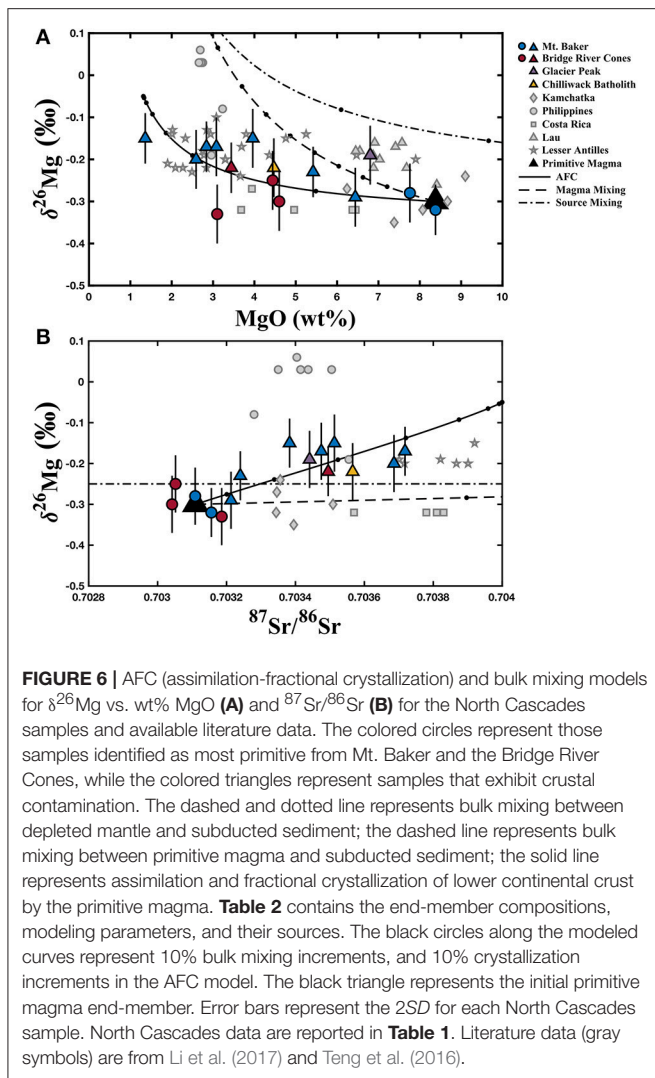 A
0.1
0
-0.1
-0.2
-0.3
-0.4
-0.5
δ26Mg (‰)
0 1 2 3 4 5 6 7 8 9 10
MgO (wt%)
Mt. Baker
Bridge River Cones
Glacier Peak
Chilliwack Batholith
Kamchatka
Philippines
Costa Rica
Lau
Lesser Antilles
Primitive Magma
AFC
Magma Mixing
Source Mixing
B
0.1
0
-0.1
-0.2
-0.3
-0.4
-0.5
δ26Mg (‰)
0.7028 0.703 0.7032 0.7034 0.7036 0.7038 0.704
87Sr/86Sr
FIGURE 6 | AFC (assimilation-fractional crystallization) and bulk mixing models
for δ26Mg vs. wt% MgO (A) and 87Sr/86Sr (B) for the North Cascades
samples and available literature data. The colored circles represent those
samples identified as most primitive from Mt. Baker and the Bridge River
Cones, while the colored triangles represent samples that exhibit crustal
contamination. The dashed and dotted line represents bulk mixing between
depleted mantle and subducted sediment; the dashed line represents bulk
mixing between primitive magma and subducted sediment; the solid line
represents assimilation and fractional crystallization of lower continental crust
by the primitive magma. Table 2 contains the end-member compositions,
modeling parameters, and their sources. The black circles along the modeled
curves represent 10% bulk mixing increments, and 10% crystallization
increments in the AFC model. The black triangle represents the initial primitive
magma end-member. Error bars represent the 2SD for each North Cascades
sample. North Cascades data are reported in Table 1. Literature data (gray
symbols) are from Li et al. (2017) and Teng et al. (2016).